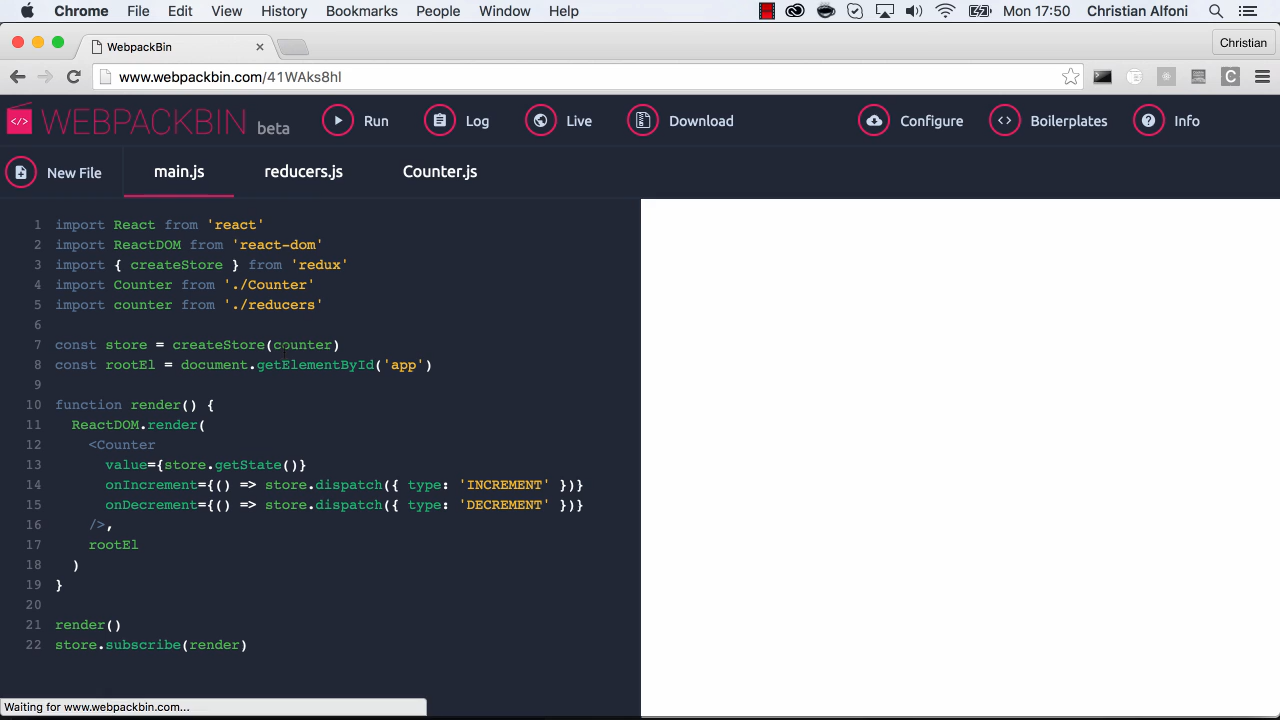 Chrome File Edit View History Bookmarks People Window Help Mon 17:50 Christian Alfoni
WebpackBin
Christian
www.webpackbin.com/41WAks8hI
</> WEBPACKBIN beta Run Log Live Download Configure Boilerplates Info
New File main.js reducers.js Counter.js
1 import React from 'react'
2 import ReactDOM from 'react-dom'
3 import { createStore } from 'redux'
4 import Counter from './Counter'
5 import counter from './reducers'
6
7 const store = createStore(counter)
8 const rootEl = document.getElementById('app')
9
10 function render() {
11 ReactDOM.render(
12 <Counter
13 value={store.getState()}
14 onIncrement={() => store.dispatch({ type: 'INCREMENT' })}
15 onDecrement={() => store.dispatch({ type: 'DECREMENT' })}
16 />,
17 rootEl
18 )
19 }
20
21 render()
22 store.subscribe(render)
Waiting for www.webpackbin.com...